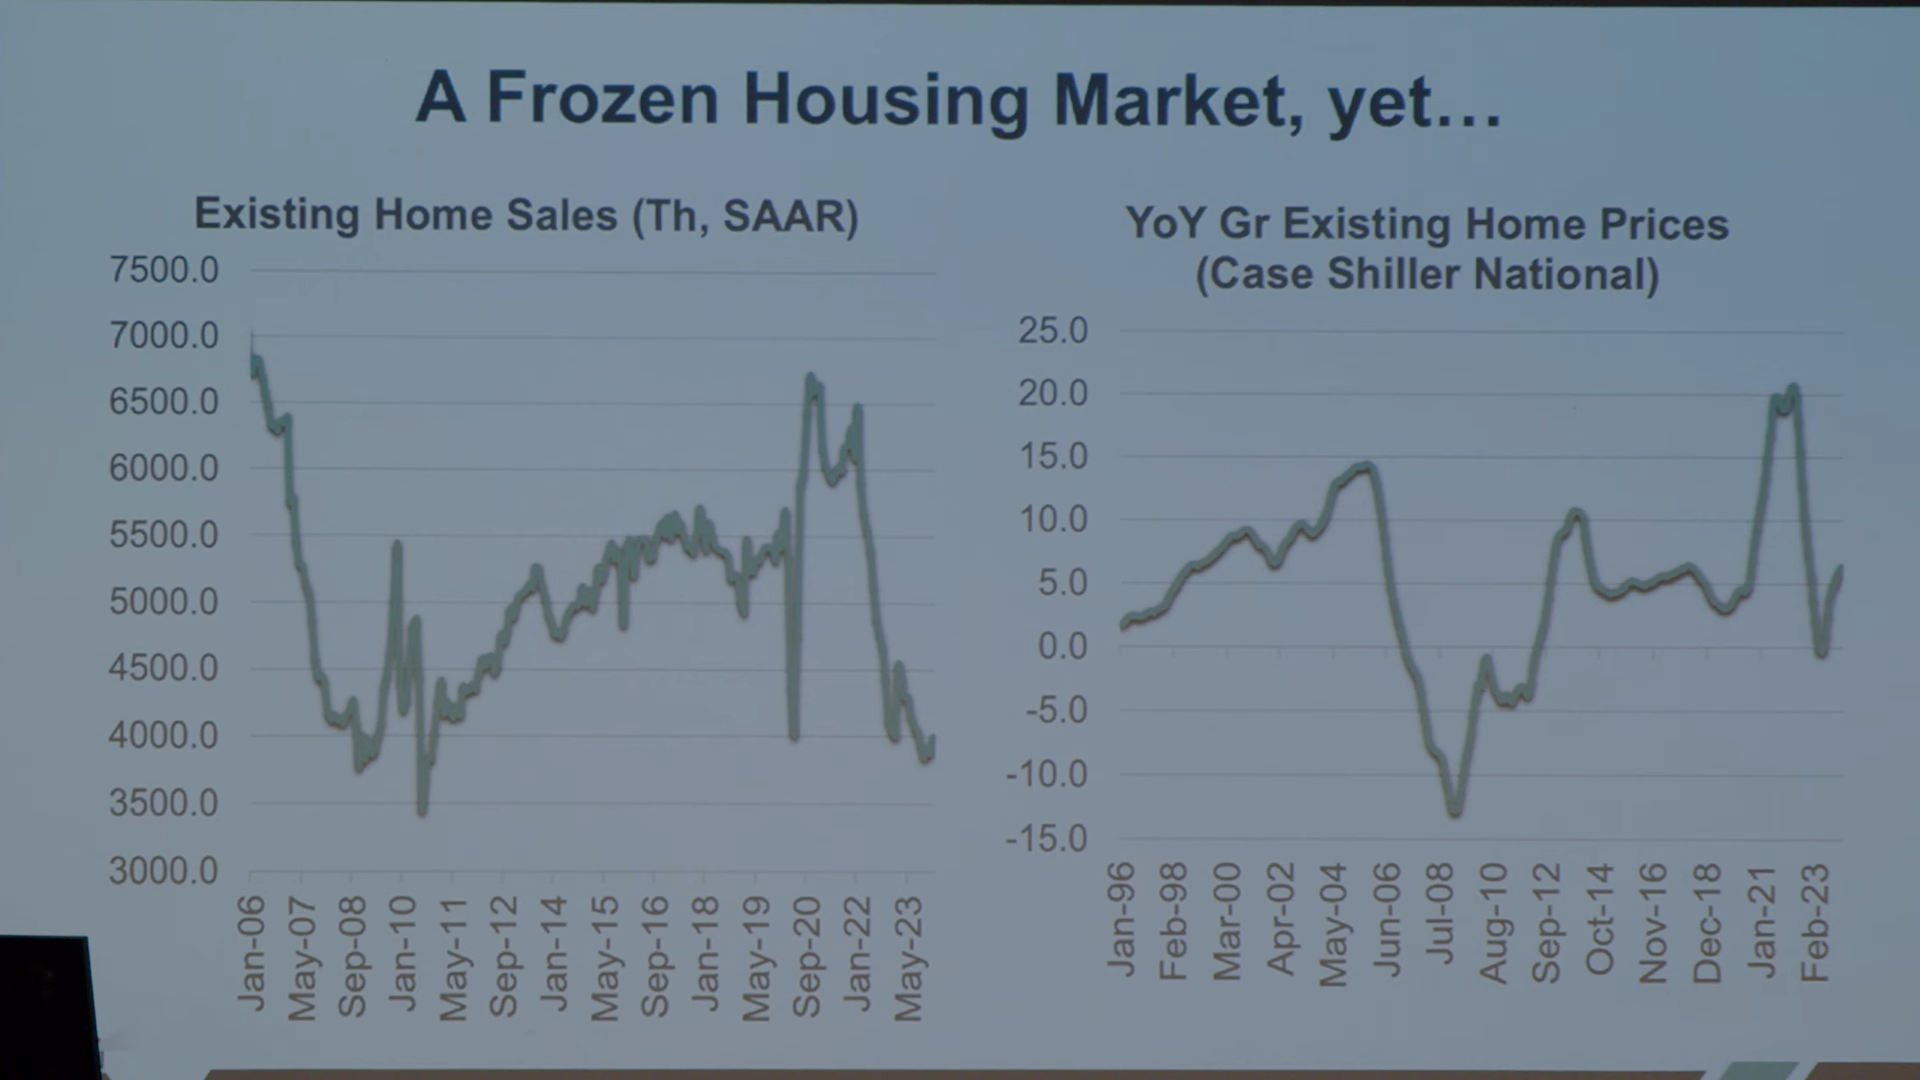 A Frozen Housing Market, yet...
Existing Home Sales (Th, SAAR)
7500.0
7000.0
6500.0
6000.0
5500.0
5000.0
4500.0
4000.0
3500.0
3000.0
Jan-06
May-07
Sep-08
Jan-10
May-11
Sep-12
Jan-14
May-15
Sep-16
Jan-18
May-19
Sep-20
Jan-22
May-23
YoY Gr Existing Home Prices
(Case Shiller National)
25.0
20.0
15.0
10.0
5.0
0.0
-5.0
-10.0
-15.0
Jan-96
Feb-98
Mar-00
Apr-02
May-04
Jun-06
Jul-08
Aug-10
Sep-12
Oct-14
Nov-16
Dec-18
Jan-21
Feb-23